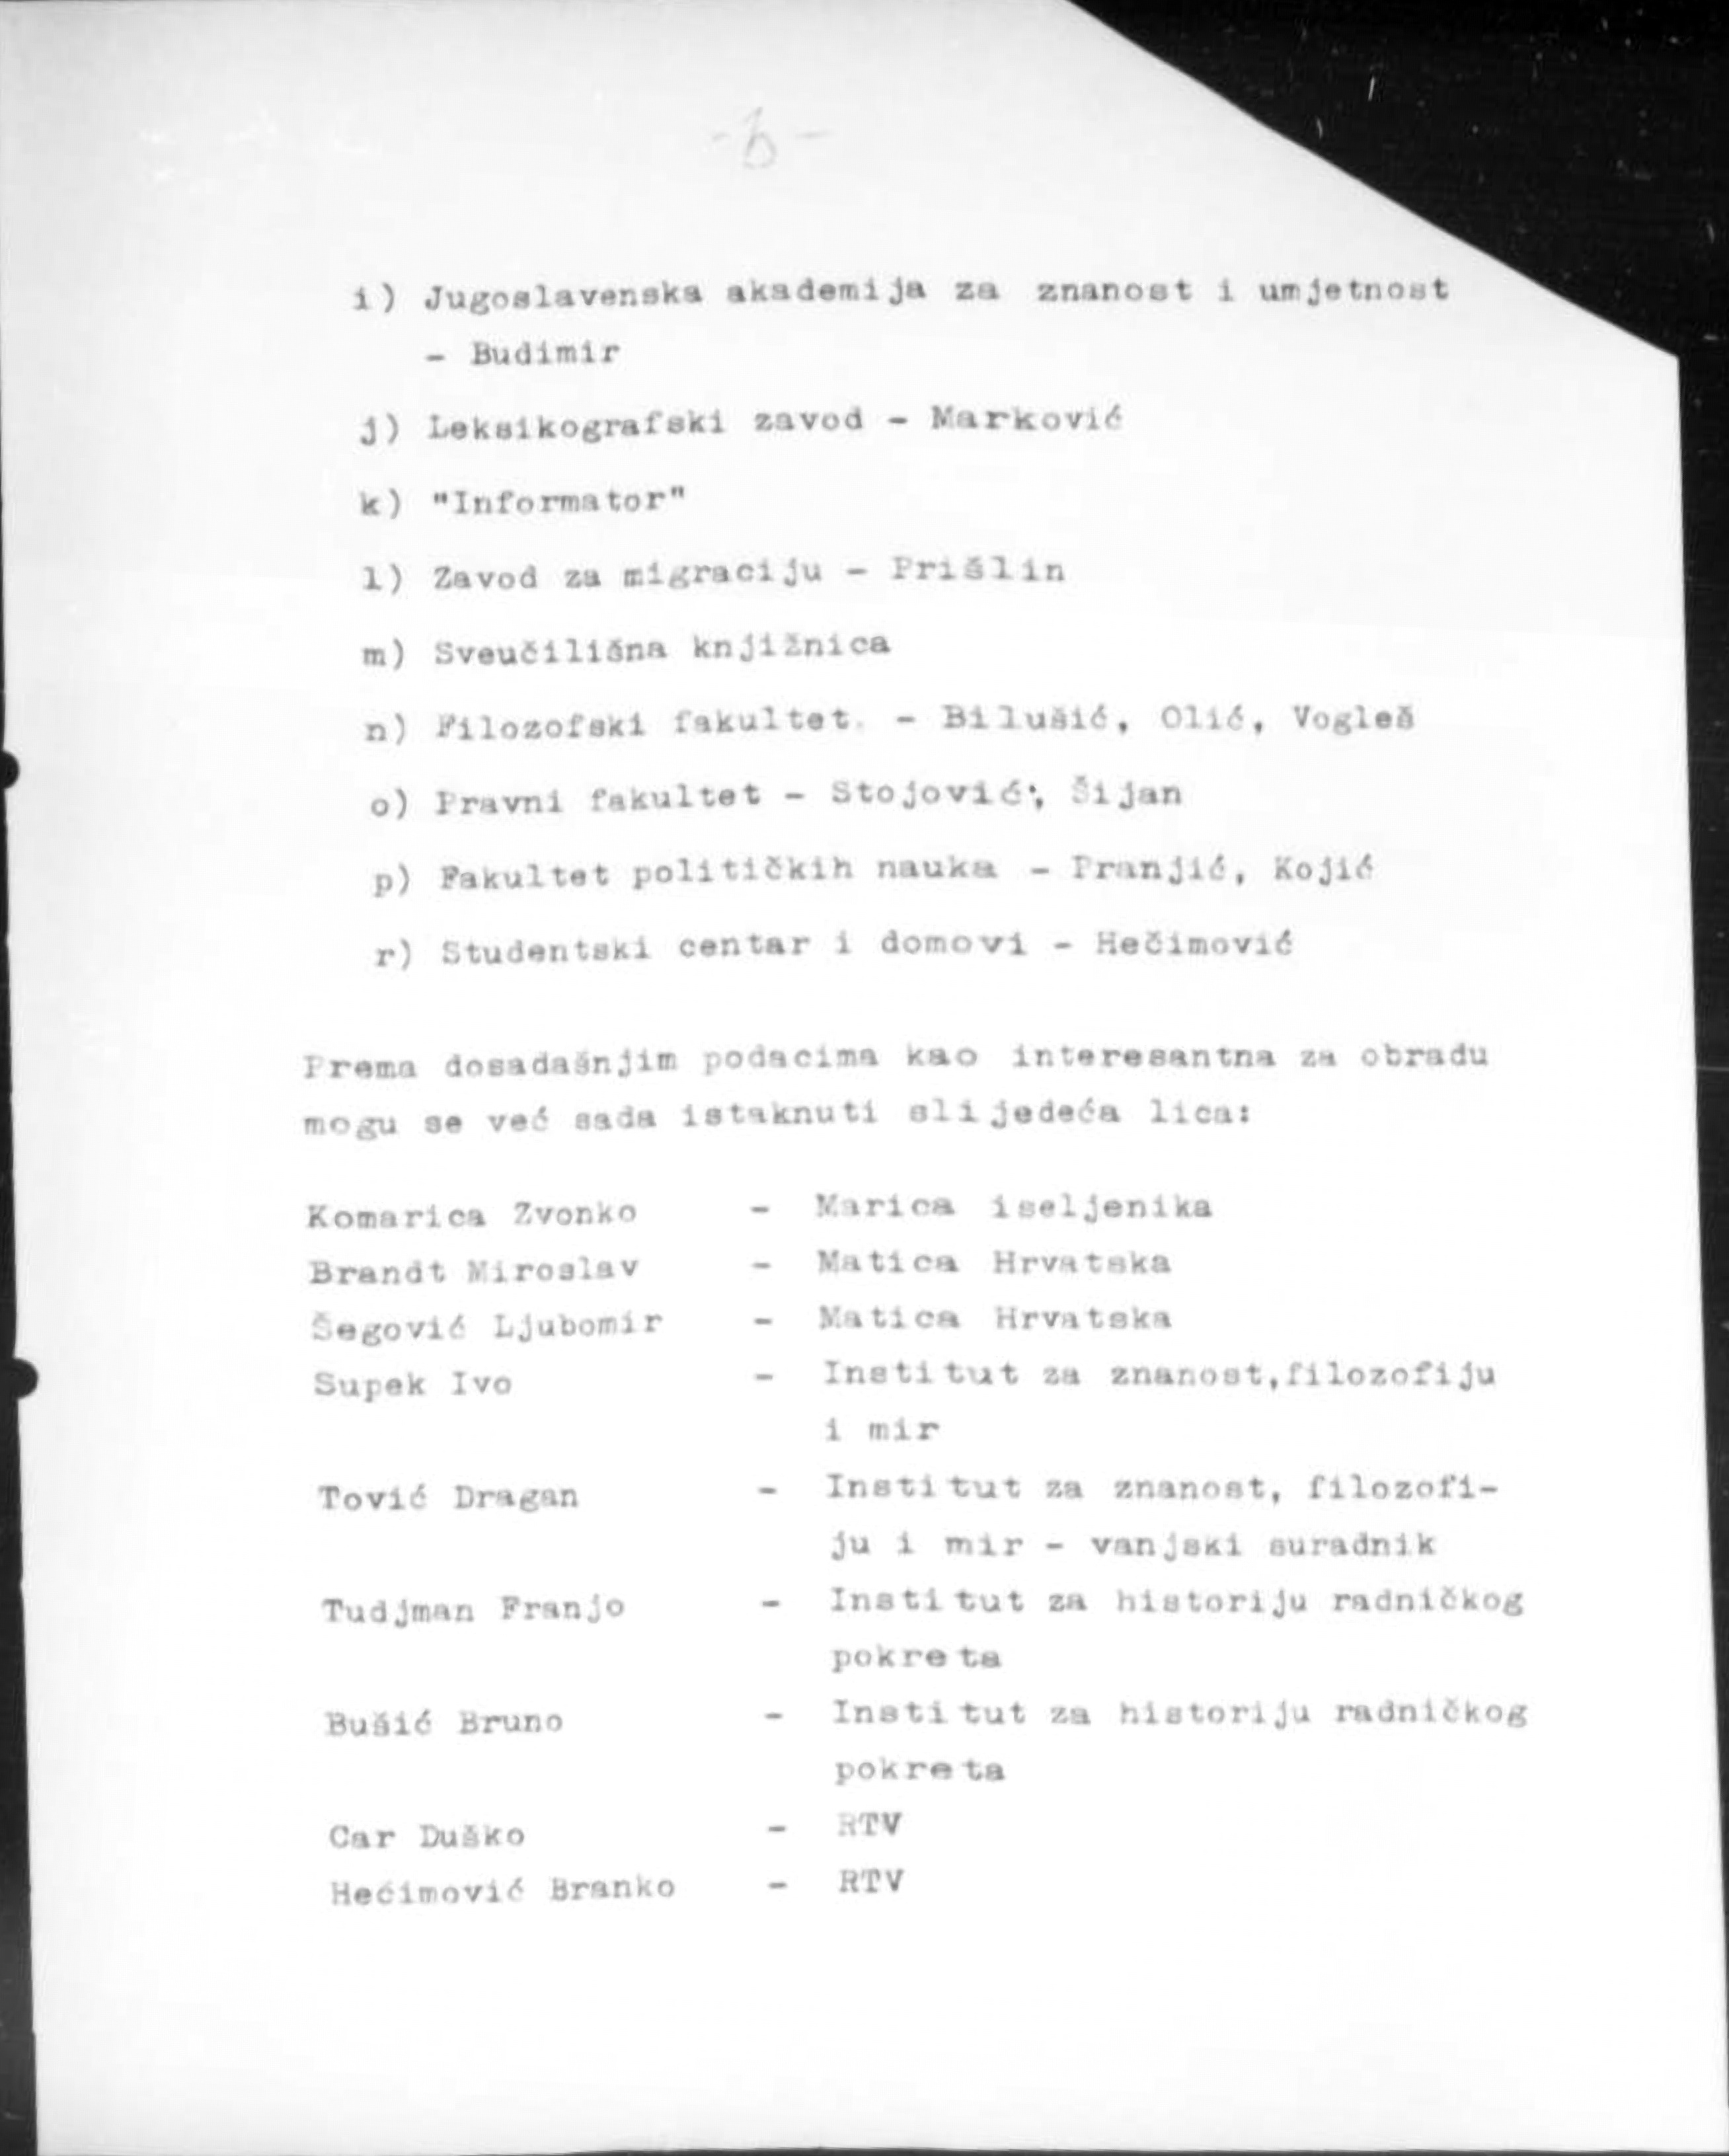 i) Jugoslavenska akademija za znanost i umjetnost
- Budimir
j) Leksikografski zavod - Marković
k) "Informator"
l) Zavod za migraciju - Prišlin
m) Sveučilišna knjižnica
n) Filozofski fakultet. - Bilušić, Olić, Vogleš
o) Pravni fakultet - Stojović, Šijan
p) Fakultet političkih nauka - Pranjić, Kojić
r) Studentski centar i domovi - Hečimović
Prema dosadašnjim podacima kao interesantna za obradu
mogu se već sada istaknuti slijedeća lica:
Komarica Zvonko - Marica iseljenika
Brandt Miroslav - Matica Hrvatska
Šegović Ljubomir - Matica Hrvatska
Supek Ivo - Institut za znanost,filozofiju
i mir
Tović Dragan - Institut za znanost, filozofi-
ju i mir - vanjski suradnik
Tudjman Franjo - Institut za historiju radničkog
pokreta
Bušić Bruno - Institut za historiju radničkog
pokreta
Car Duško - RTV
Hećimović Branko - RTV